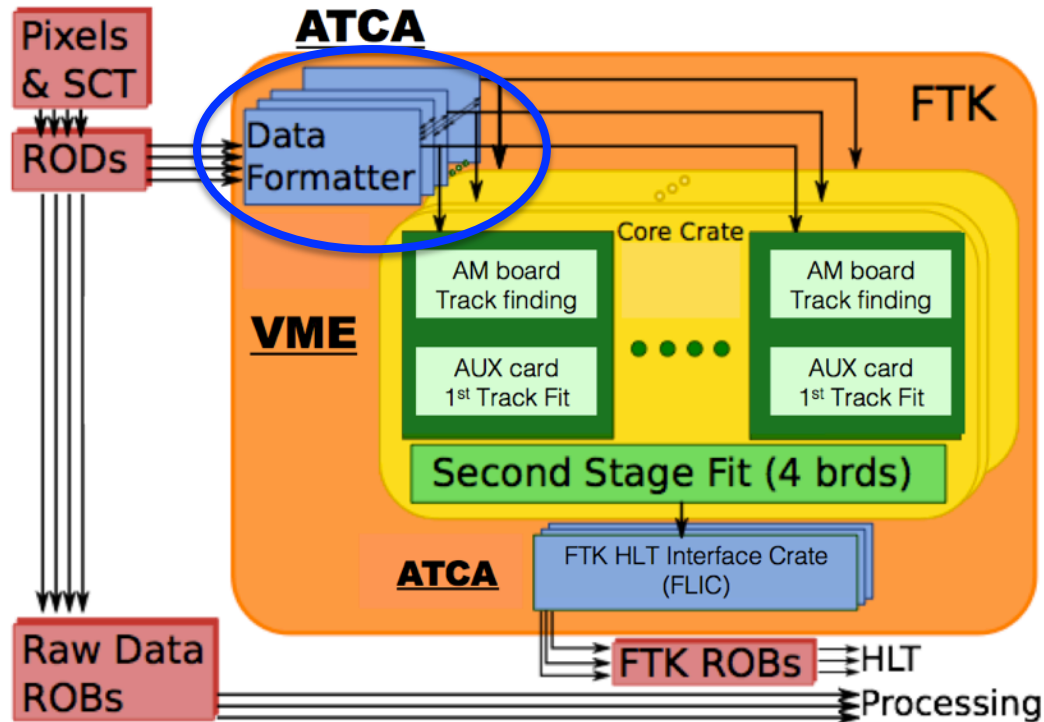 ATCA
Pixels
& SCT
RODs
Data
Formatter
FTK
Core Crate
AM board
Track finding
AUX card
1st Track Fit
AM board
Track finding
AUX card
1st Track Fit
VME
Second Stage Fit (4 brds)
ATCA
FTK HLT Interface Crate
(FLIC)
Raw Data
ROBs
FTK ROBs
HLT
Processing